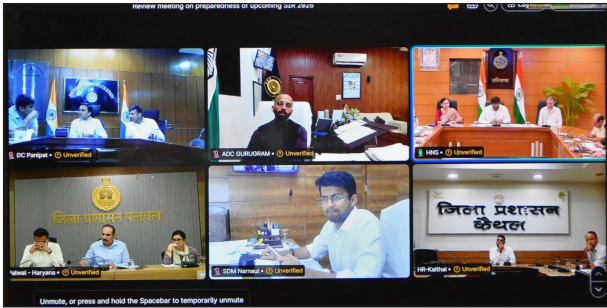 Review meeting on preparedness of upcoming SIR 2026
DC Panipat • Unverified
ADC GURUGRAM • Unverified
HNS • Unverified
जिला प्रशासन पलवल
जिला प्रशासन
कैथल
alwal - Haryana • Unverified
SDM Narnaul • Unverified
HR-Kaithal • Unverified
Unmute, or press and hold the Spacebar to temporarily unmute